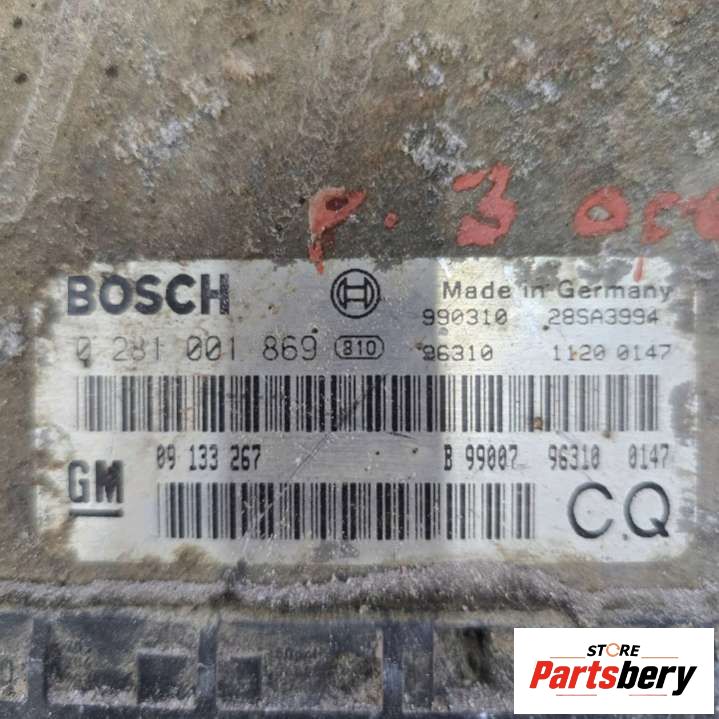 P. 3
BOSCH Made in Germany
990310 28SA3994
0 281 001 869 810 96310 1120 0147
09 133 267 B 99007 96310 0147
GM CQ
STORE
Partsbery